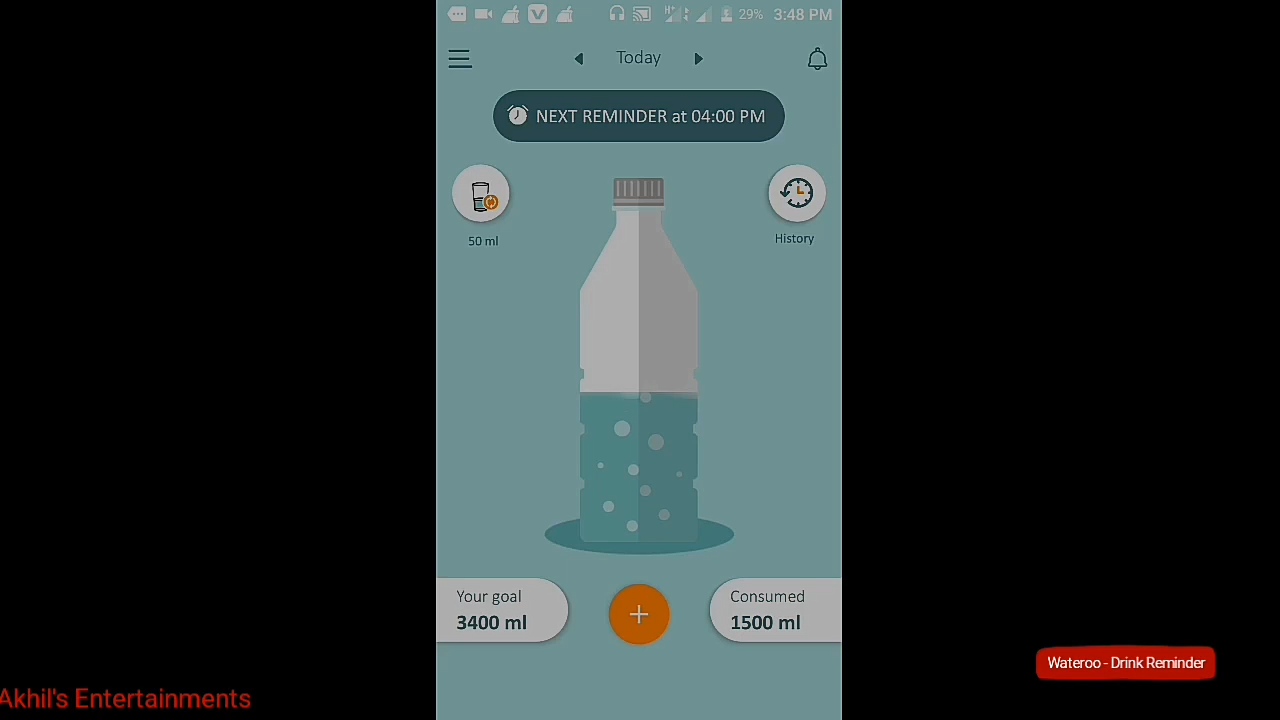 29% 3:48 PM
Today
NEXT REMINDER at 04:00 PM
50 ml
History
Your goal
3400 ml
Consumed
1500 ml
Wateroo - Drink Reminder
Akhil's Entertainments